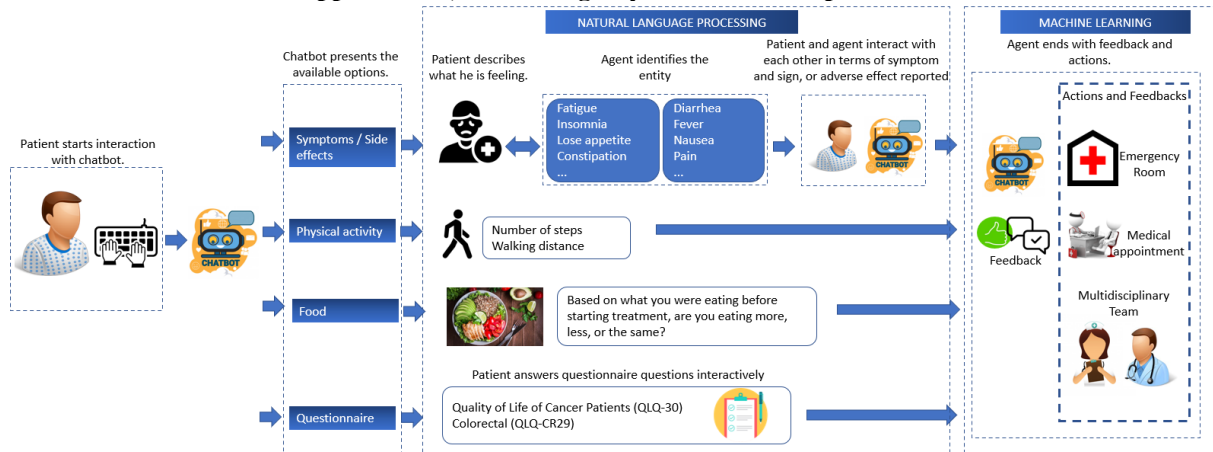 NATURAL LANGUAGE PROCESSING
MACHINE LEARNING
Patient starts interaction
with chatbot.
CHATBOT
Chatbot presents the
available options.
Symptoms / Side
effects
Physical activity
Food
Questionnaire
Patient describes
what he is feeling.
Agent identifies the
entity
Fatigue
Insomnia
Lose appetite
Constipation
...
Diarrhea
Fever
Nausea
Pain
...
Patient and agent interact with
each other in terms of symptom
and sign, or adverse effect reported
CHATBOT
Number of steps
Walking distance
Based on what you were eating before
starting treatment, are you eating more,
less, or the same?
Patient answers questionnaire questions interactively
Quality of Life of Cancer Patients (QLQ-30)
Colorectal (QLQ-CR29)
Agent ends with feedback and
actions.
CHATBOT
Feedback
Actions and Feedbacks
Emergency
Room
Medical
appointment
Multidisciplinary
Team